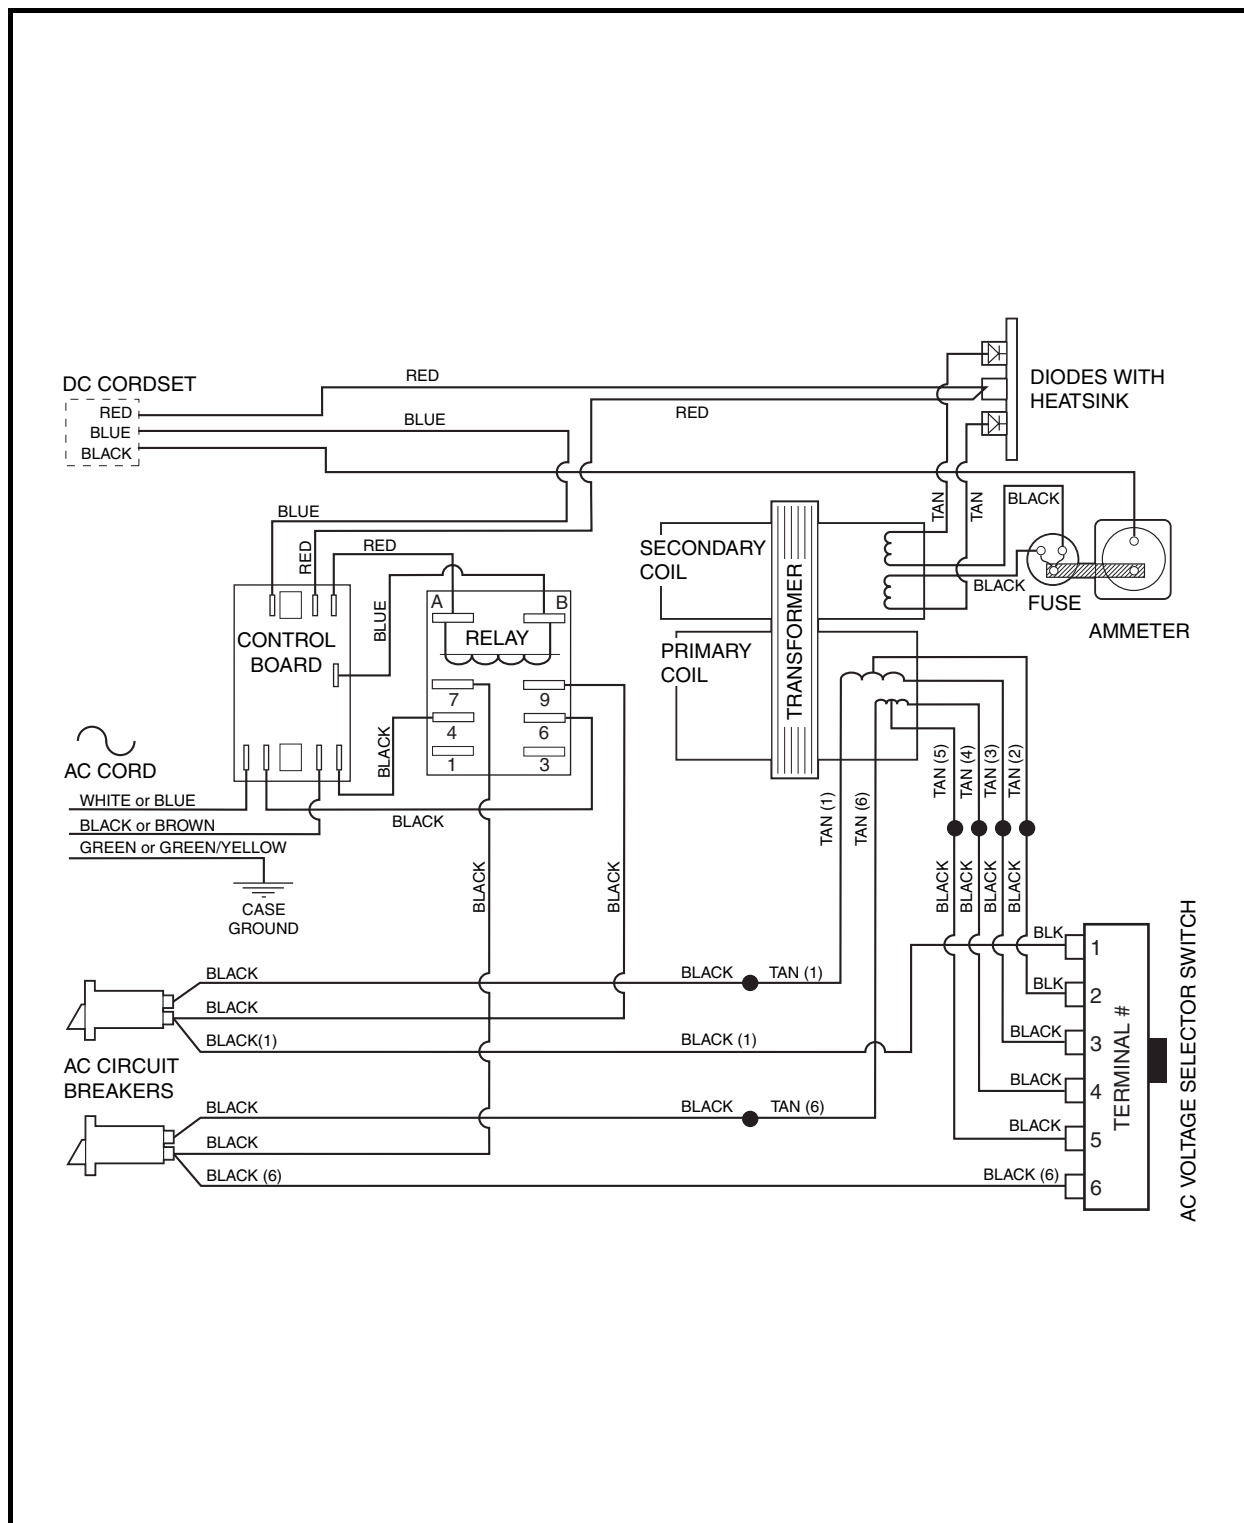 DC CORDSET
RED
BLUE
BLACK
RED
BLUE
RED
DIODES WITH
HEATSINK
TAN
TAN
BLACK
BLACK
FUSE
AMMETER
BLUE
RED
RED
BLUE
CONTROL
BOARD
A
B
RELAY
7
9
4
6
1
3
BLACK
SECONDARY
COIL
TRANSFORMER
PRIMARY
COIL
AC CORD
WHITE or BLUE
BLACK or BROWN
GREEN or GREEN/YELLOW
CASE
GROUND
BLACK
BLACK
BLACK
TAN (1)
TAN (6)
TAN (5)
TAN (4)
TAN (3)
TAN (2)
BLACK
BLACK
BLACK
BLACK
BLACK
BLACK
TAN (1)
BLACK
BLACK(1)
BLACK (1)
AC CIRCUIT
BREAKERS
BLACK
BLACK
TAN (6)
BLACK
BLACK (6)
BLACK (6)
BLK
1
BLK
2
BLACK
3
BLACK
4
BLACK
5
6
TERMINAL #
AC VOLTAGE SELECTOR SWITCH